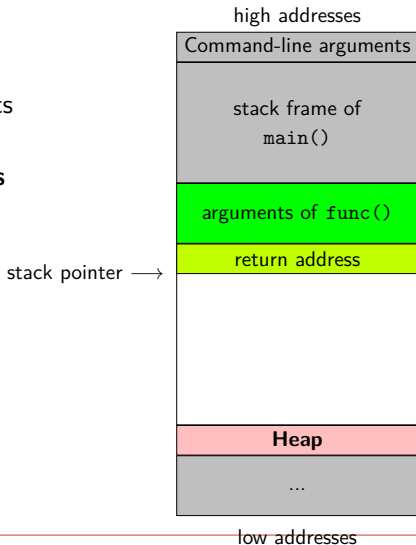 high addresses
Command-line arguments
stack frame of
main()
arguments of func()
return address
stack pointer ⟶
Heap
...
low addresses